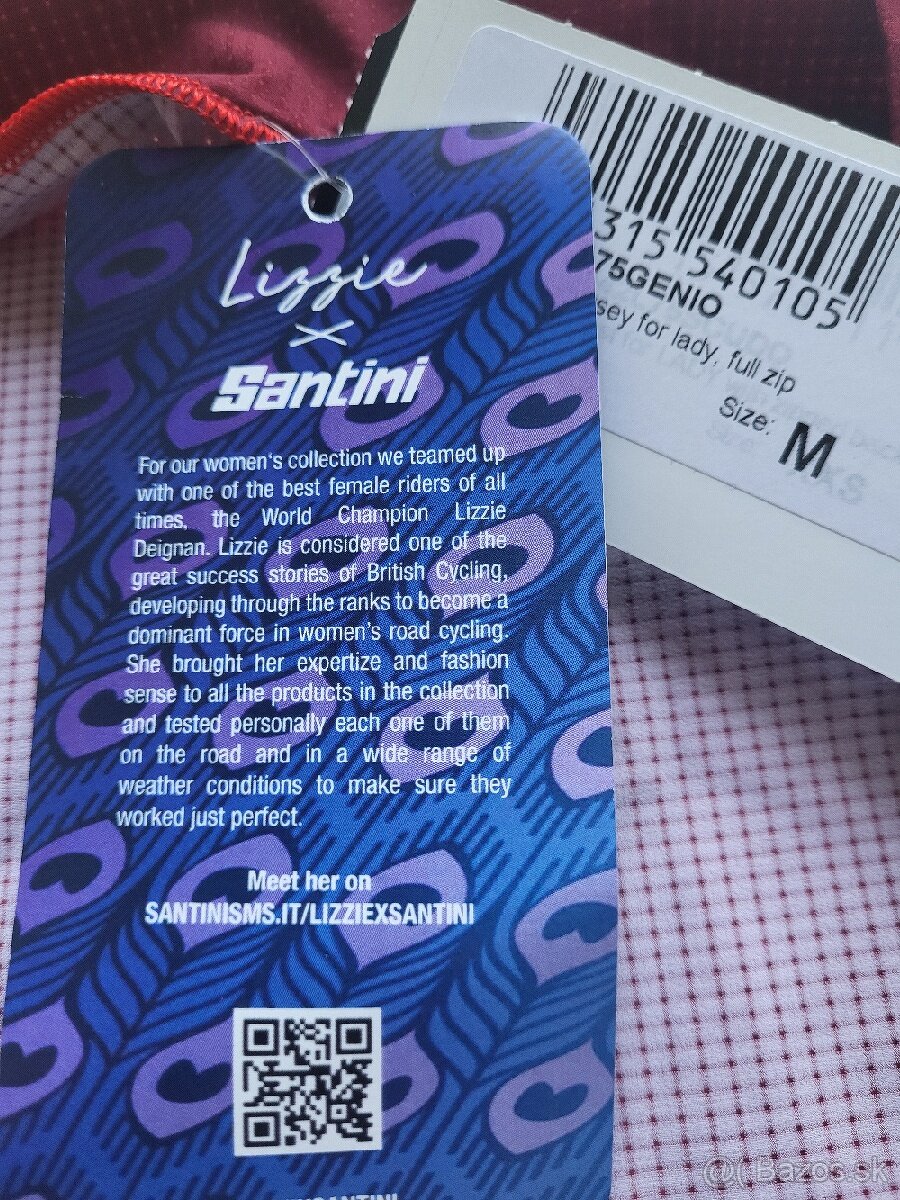 Lizzie
X
Santini
For our women's collection we teamed up
with one of the best female riders of all
times, the World Champion Lizzie
Deignan. Lizzie is considered one of the
great success stories of British Cycling,
developing through the ranks to become a
dominant force in women's road cycling.
She brought her expertize and fashion
sense to all the products in the collection
and tested personally each one of them
on the road and in a wide range of
weather conditions to make sure they
worked just perfect.
Meet her on
SANTINISMS.IT/LIZZIEXSANTINI
315 540105
75GENIO
sey for lady, full zip
Size: M
Bazos.sk